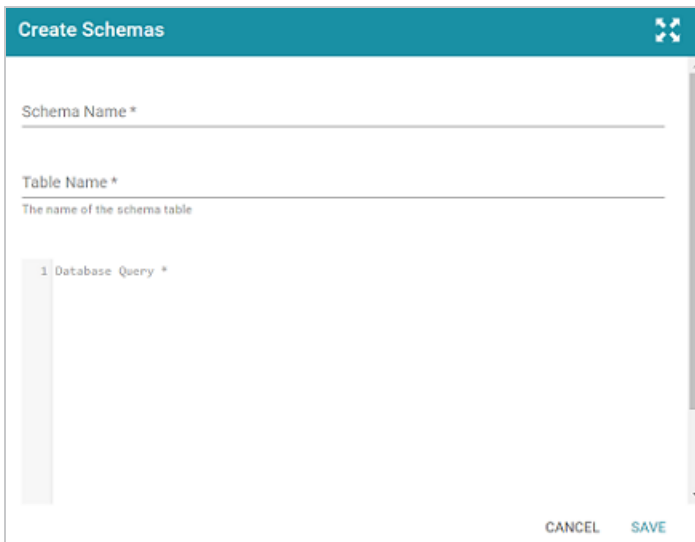 Create Schemas
Schema Name *
Table Name *
The name of the schema table
1 Database Query *
CANCEL SAVE